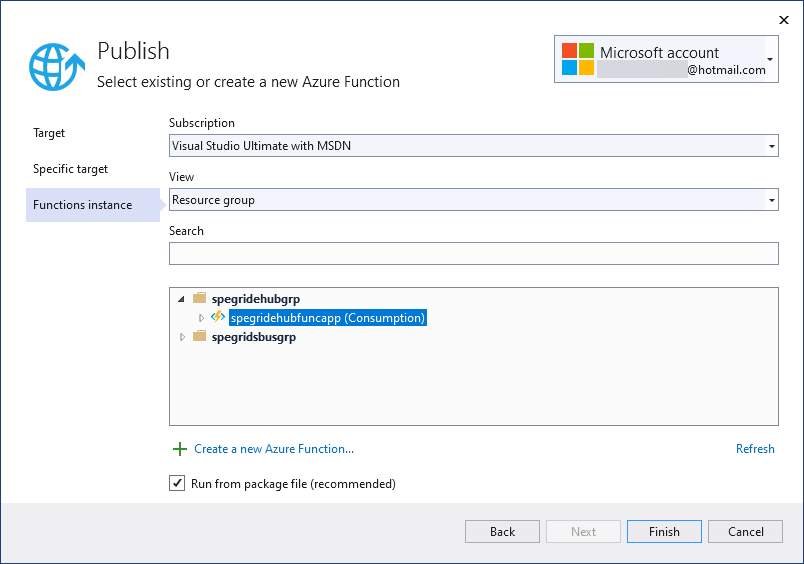 Publish
Select existing or create a new Azure Function
Microsoft account
@hotmail.com
Target
Specific target
Functions instance
Subscription
Visual Studio Ultimate with MSDN
View
Resource group
Search
spegridehubgrp
spegridehubfuncapp (Consumption)
spegridsbusgrp
Create a new Azure Function...
Refresh
Run from package file (recommended)
Back
Next
Finish
Cancel